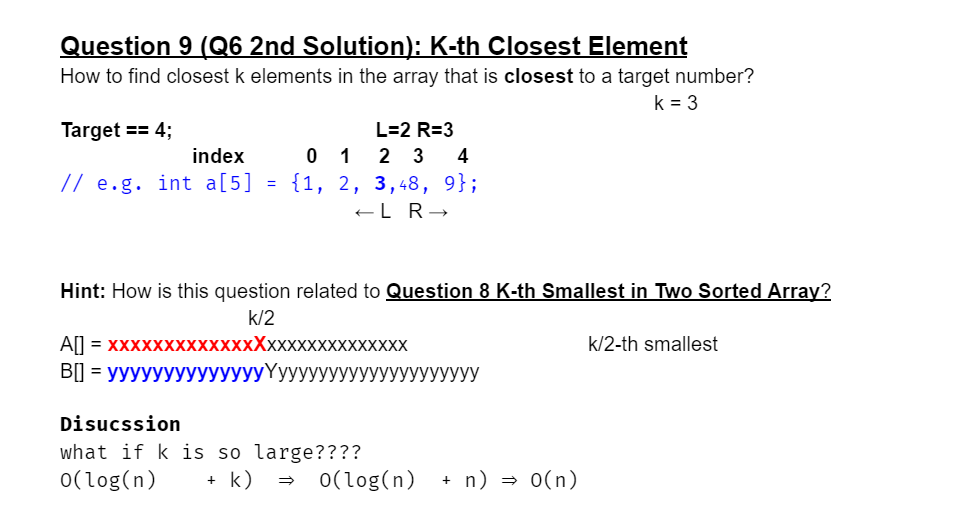 Question 9 (Q6 2nd Solution): K-th Closest Element
How to find closest k elements in the array that is closest to a target number?
k = 3
Target == 4; L=2 R=3
index 0 1 2 3 4
// e.g. int a[5] = {1, 2, 3,48, 9};
←L R→
Hint: How is this question related to Question 8 K-th Smallest in Two Sorted Array?
k/2
A[] = xxxxxxxxxxxxxXxxxxxxxxxxxxxx k/2-th smallest
B[] = yyyyyyyyyyyyyyYyyyyyyyyyyyyyyyyyyyy
Disucssion
what if k is so large????
O(log(n) + k) ⇒ O(log(n) + n) ⇒ O(n)